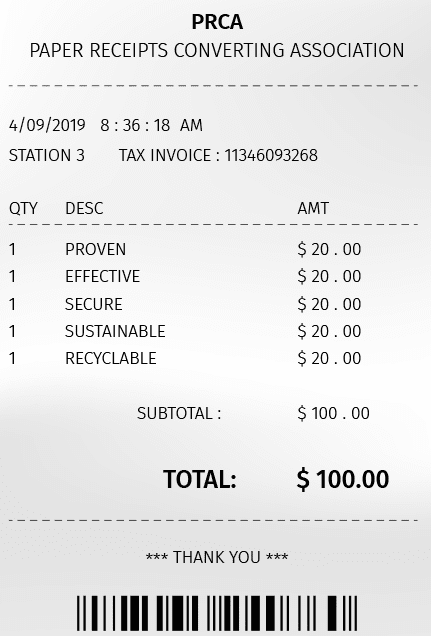 PRCA
PAPER RECEIPTS CONVERTING ASSOCIATION
4/09/2019 8 : 36 : 18 AM
STATION 3 TAX INVOICE : 11346093268
QTY DESC AMT
1 PROVEN $ 20 . 00
1 EFFECTIVE $ 20 . 00
1 SECURE $ 20 . 00
1 SUSTAINABLE $ 20 . 00
1 RECYCLABLE $ 20 . 00
SUBTOTAL : $ 100 . 00
TOTAL: $ 100.00
*** THANK YOU ***